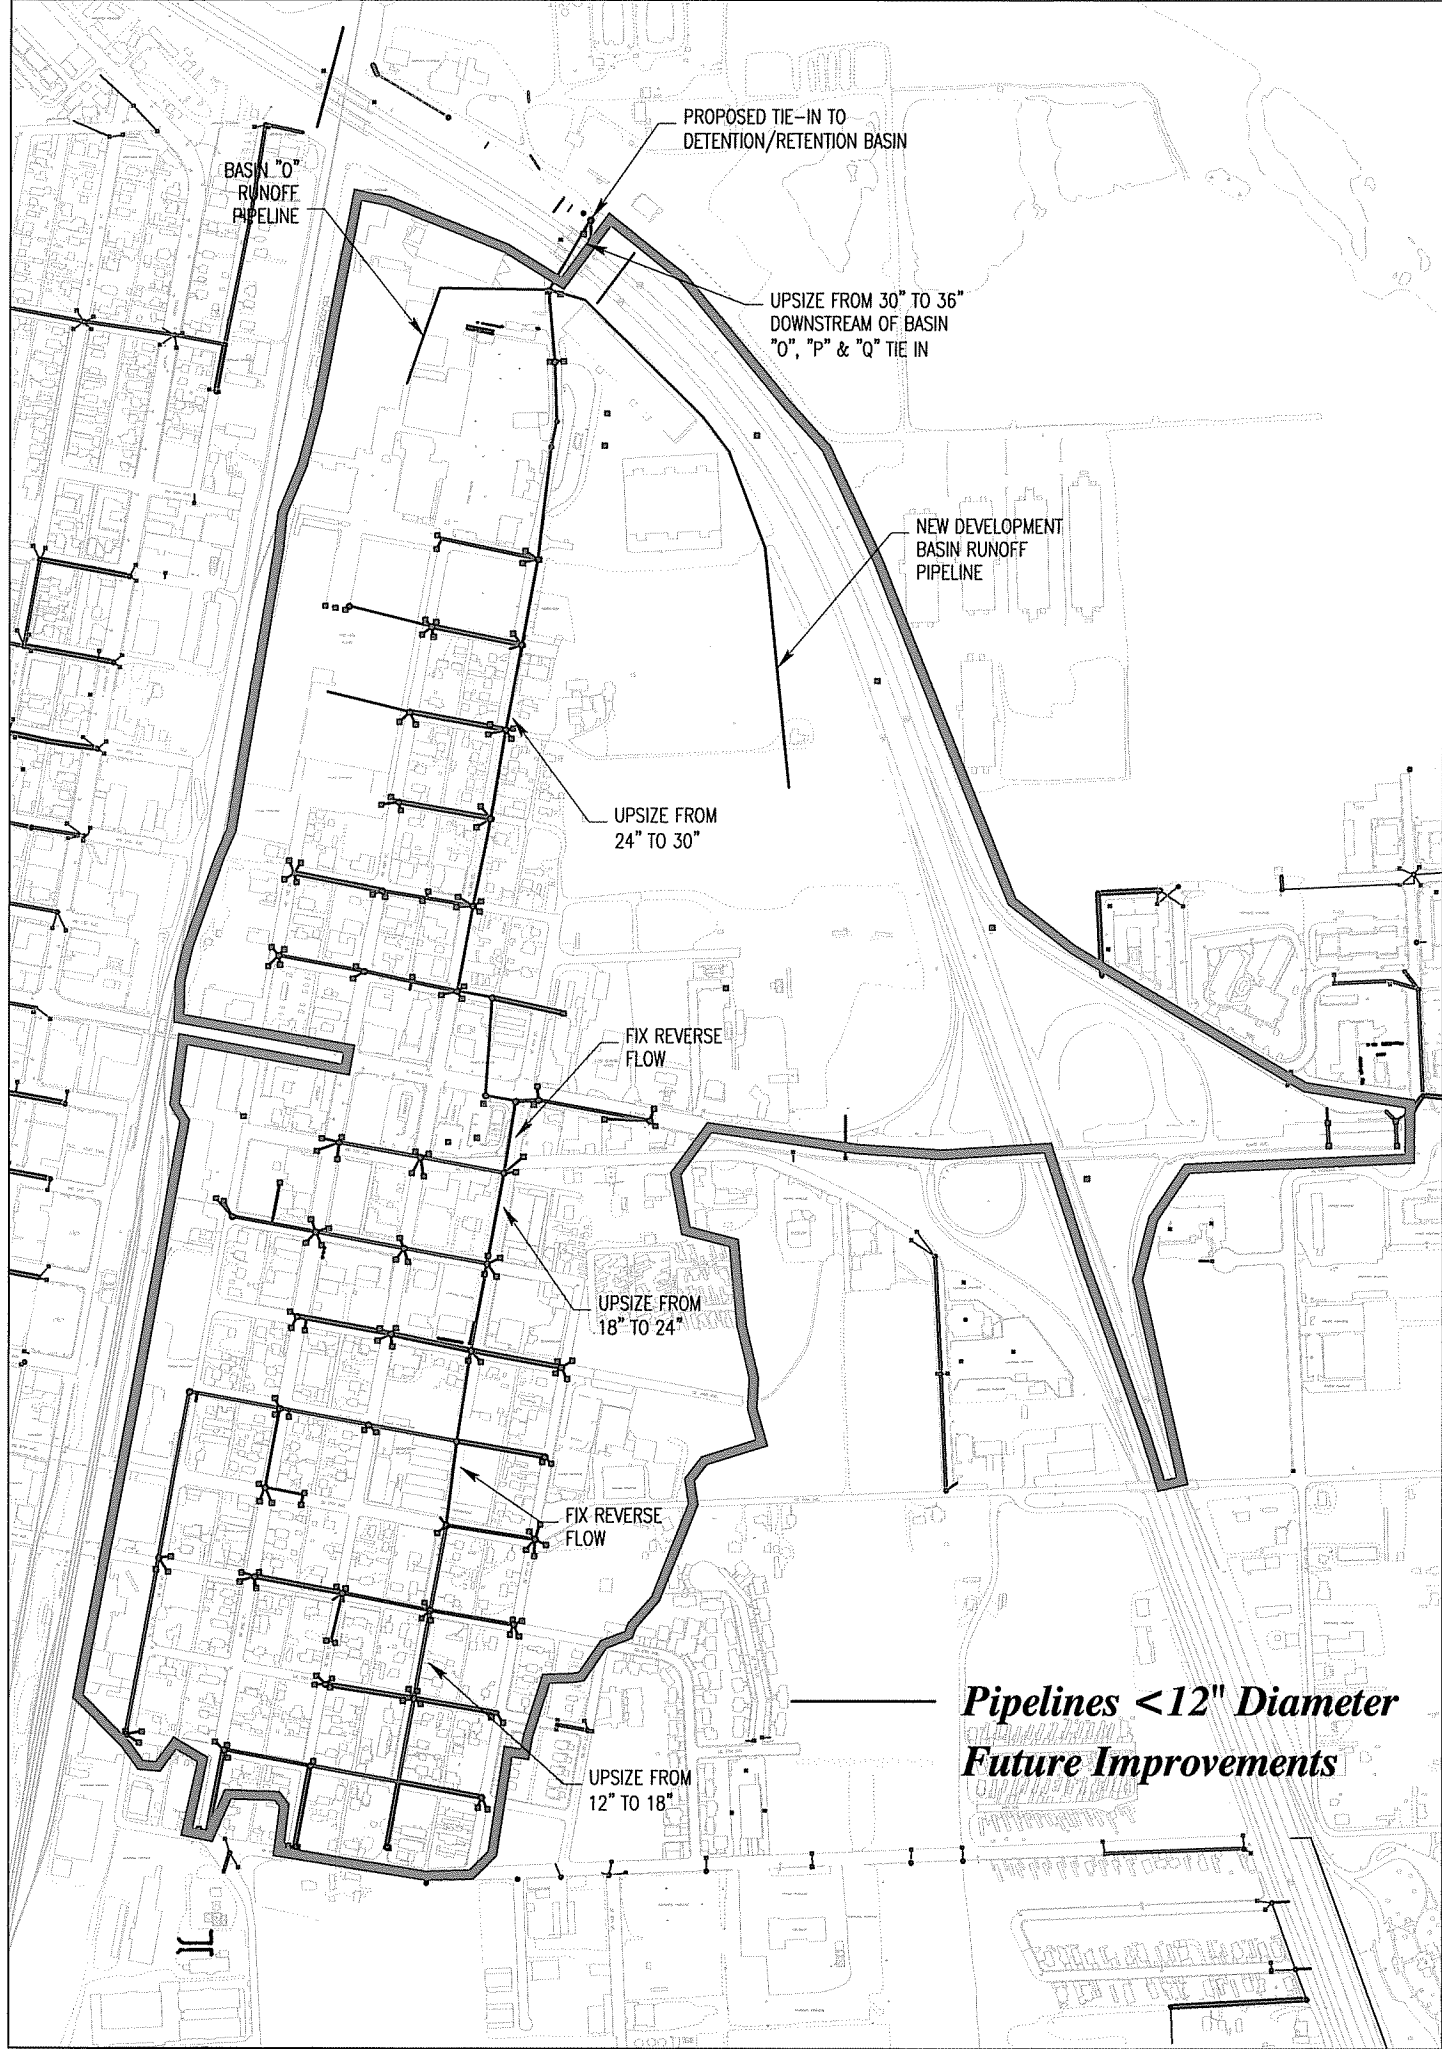 PROPOSED TIE-IN TO
DETENTION/RETENTION BASIN
BASIN "O"
RUNOFF
PIPELINE
UPSIZE FROM 30" TO 36"
DOWNSTREAM OF BASIN
"O", "P" & "Q" TIE IN
NEW DEVELOPMENT
BASIN RUNOFF
PIPELINE
UPSIZE FROM
24" TO 30"
FIX REVERSE
FLOW
UPSIZE FROM
18" TO 24"
FIX REVERSE
FLOW
Pipelines <12" Diameter
Future Improvements
UPSIZE FROM
12" TO 18"